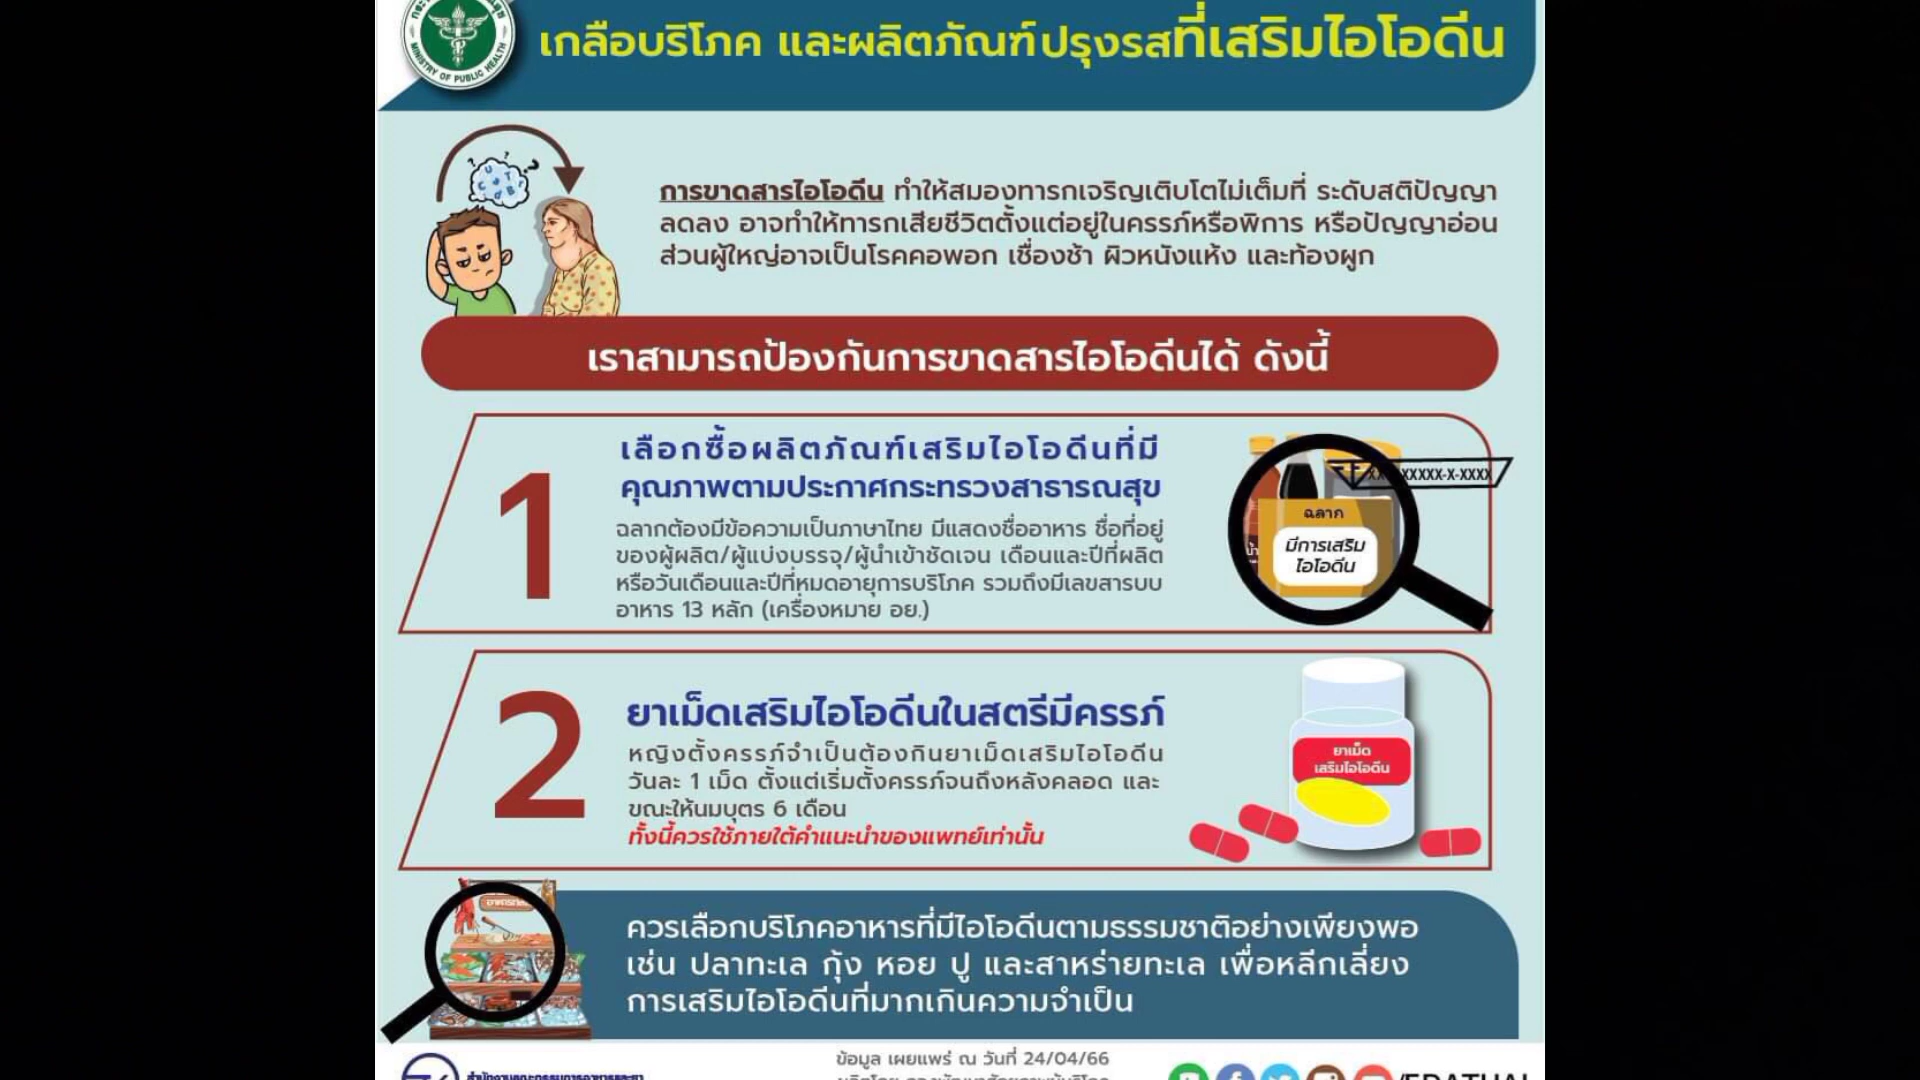 MINISTRY OF PUBLIC HEALTH
เกลือบริโภค และผลิตภัณฑ์ปรุงรสที่เสริมไอโอดีน
การขาดสารไอโอดีน ทำให้สมองทารกเจริญเติบโตไม่เต็มที่ ระดับสติปัญญา
ลดลง อาจทำให้ทารกเสียชีวิตตั้งแต่อยู่ในครรภ์หรือพิการ หรือปัญญาอ่อน
ส่วนผู้ใหญ่อาจเป็นโรคคอพอก เชื่องช้า ผิวหนังแห้ง และท้องผูก
เราสามารถป้องกันการขาดสารไอโอดีนได้ ดังนี้
1
เลือกซื้อผลิตภัณฑ์เสริมไอโอดีนที่มี
คุณภาพตามประกาศกระทรวงสาธารณสุข
ฉลากต้องมีข้อความเป็นภาษาไทย มีแสดงชื่ออาหาร ชื่อที่อยู่
ของผู้ผลิต/ผู้แบ่งบรรจุ/ผู้นำเข้าชัดเจน เดือนและปีที่ผลิต
หรือวันเดือนและปีที่หมดอายุการบริโภค รวมถึงมีเลขสารบบ
อาหาร 13 หลัก (เครื่องหมาย อย.)
XXXXX-X-XXXX
ฉลาก
มีการเสริม
ไอโอดีน
2
ยาเม็ดเสริมไอโอดีนในสตรีมีครรภ์
หญิงตั้งครรภ์จำเป็นต้องกินยาเม็ดเสริมไอโอดีน
วันละ 1 เม็ด ตั้งแต่เริ่มตั้งครรภ์จนถึงหลังคลอด และ
ขณะให้นมบุตร 6 เดือน
ทั้งนี้ควรใช้ภายใต้คำแนะนำของแพทย์เท่านั้น
ยาเม็ด
เสริมไอโอดีน
ควรเลือกบริโภคอาหารที่มีไอโอดีนตามธรรมชาติอย่างเพียงพอ
เช่น ปลาทะเล กุ้ง หอย ปู และสาหร่ายทะเล เพื่อหลีกเลี่ยง
การเสริมไอโอดีนที่มากเกินความจำเป็น
ข้อมูล เผยแพร่ ณ วันที่ 24/04/66
/FDATHAI